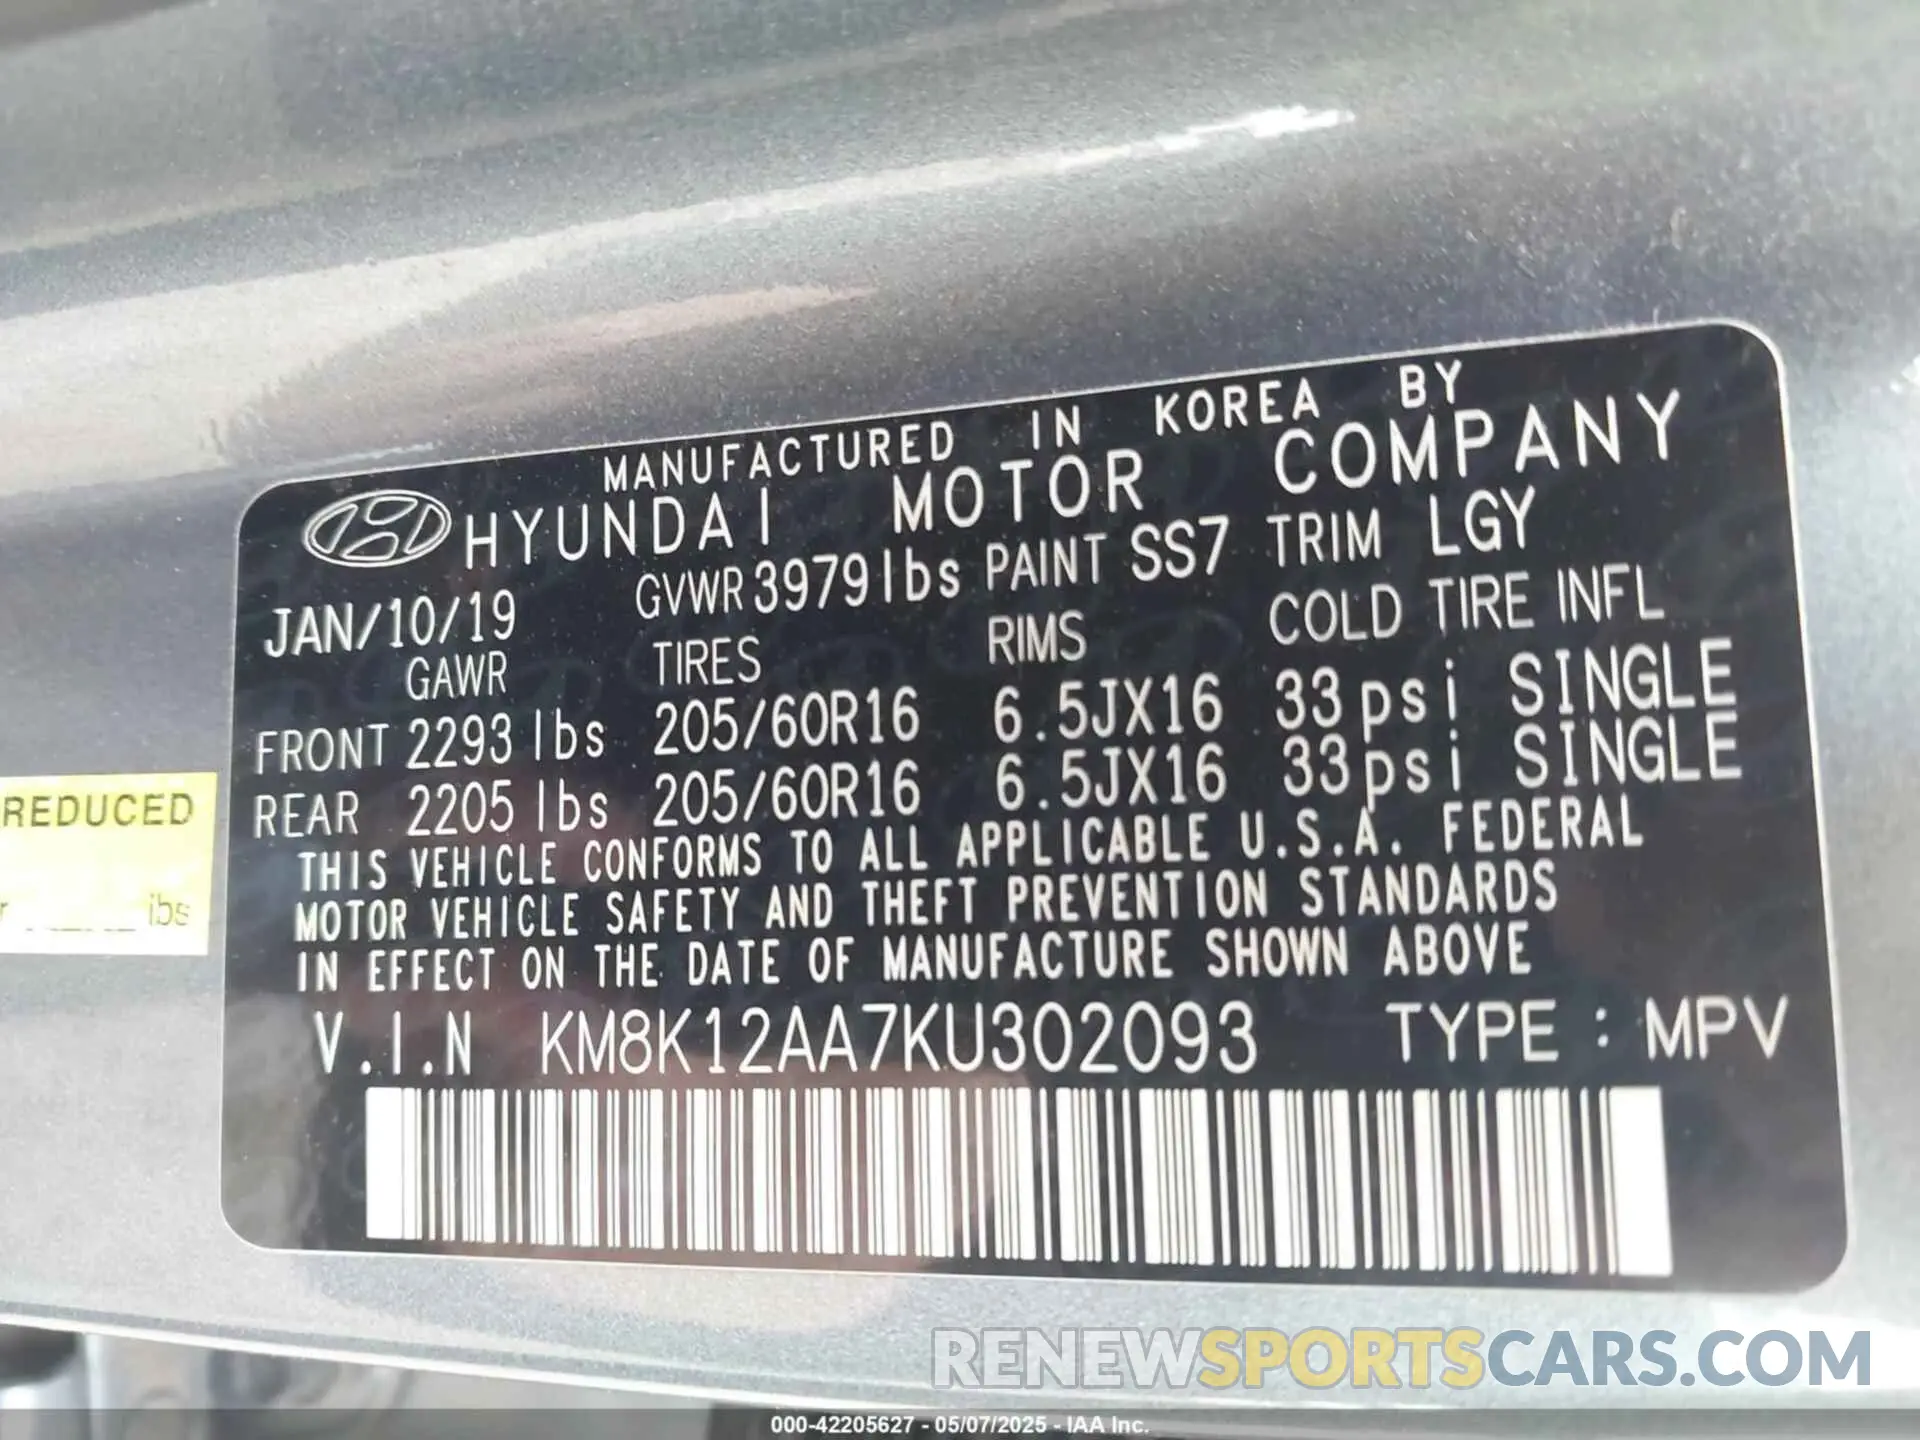 MANUFACTURED IN KOREA BY
HYUNDAI MOTOR COMPANY
JAN/10/19 GVWR 3979lbs PAINT SS7 TRIM LGY
GAWR TIRES RIMS COLD TIRE INFL
FRONT 2293 lbs 205/60R16 6.5JX16 33psi SINGLE
REAR 2205 lbs 205/60R16 6.5JX16 33psi SINGLE
THIS VEHICLE CONFORMS TO ALL APPLICABLE U.S.A. FEDERAL
MOTOR VEHICLE SAFETY AND THEFT PREVENTION STANDARDS
IN EFFECT ON THE DATE OF MANUFACTURE SHOWN ABOVE
V.I.N KM8K12AA7KU302093 TYPE : MPV
REDUCED
lbs
RENEWSPORTSCARS.COM
000-42205627 - 05/07/2025 - IAA Inc.